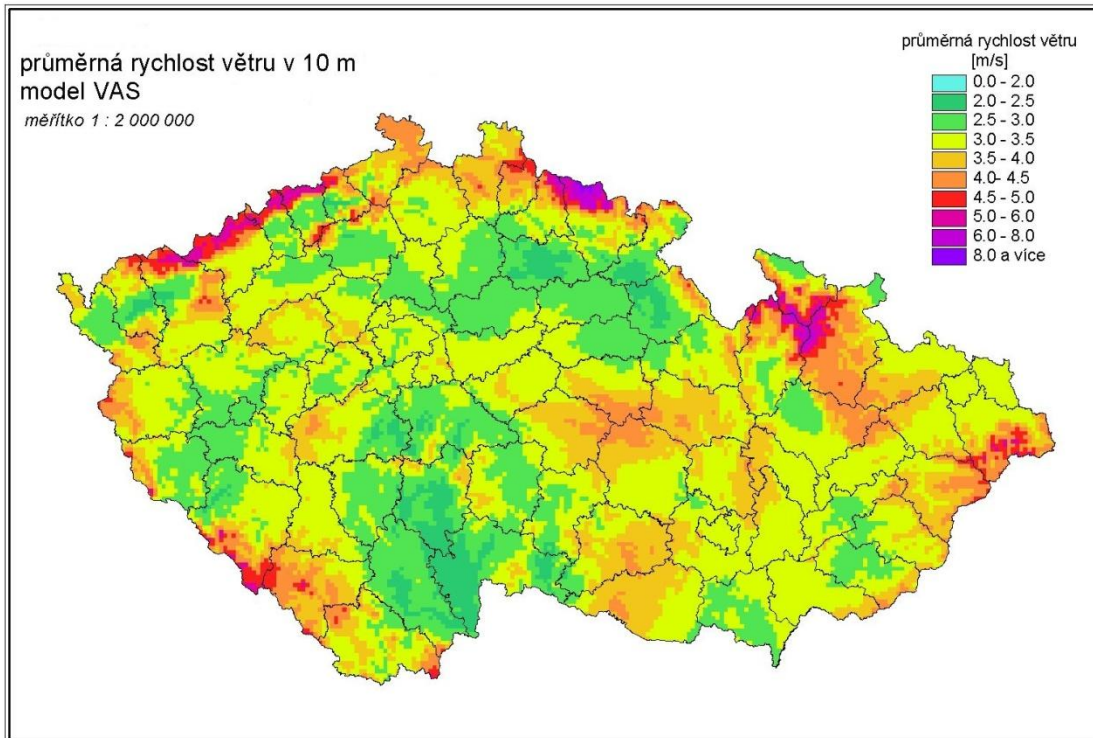 průměrná rychlost větru v 10 m
model VAS
měřítko 1 : 2 000 000
průměrná rychlost větru
[m/s]
0.0 - 2.0
2.0 - 2.5
2.5 - 3.0
3.0 - 3.5
3.5 - 4.0
4.0- 4.5
4.5 - 5.0
5.0 - 6.0
6.0 - 8.0
8.0 a více